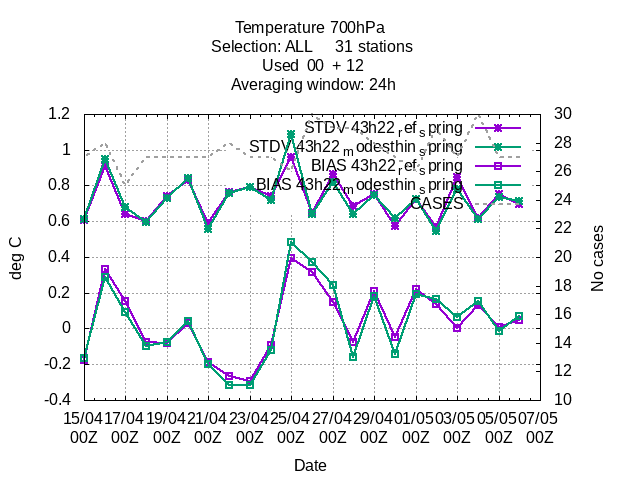 Temperature 700hPa
Selection: ALL     31 stations
Used  00  + 12
Averaging window: 24h
STDV 43h22_ref_spring
STDV 43h22_modesthin_spring
BIAS 43h22_ref_spring
BIAS 43h22_modesthin_spring
CASES
deg C
1.2
1
0.8
0.6
0.4
0.2
0
-0.2
-0.4
30
28
26
24
22
20
18
16
14
12
10
No cases
15/04 17/04 19/04 21/04 23/04 25/04 27/04 29/04 01/05 03/05 05/05 07/05
00Z 00Z 00Z 00Z 00Z 00Z 00Z 00Z 00Z 00Z 00Z 00Z
Date